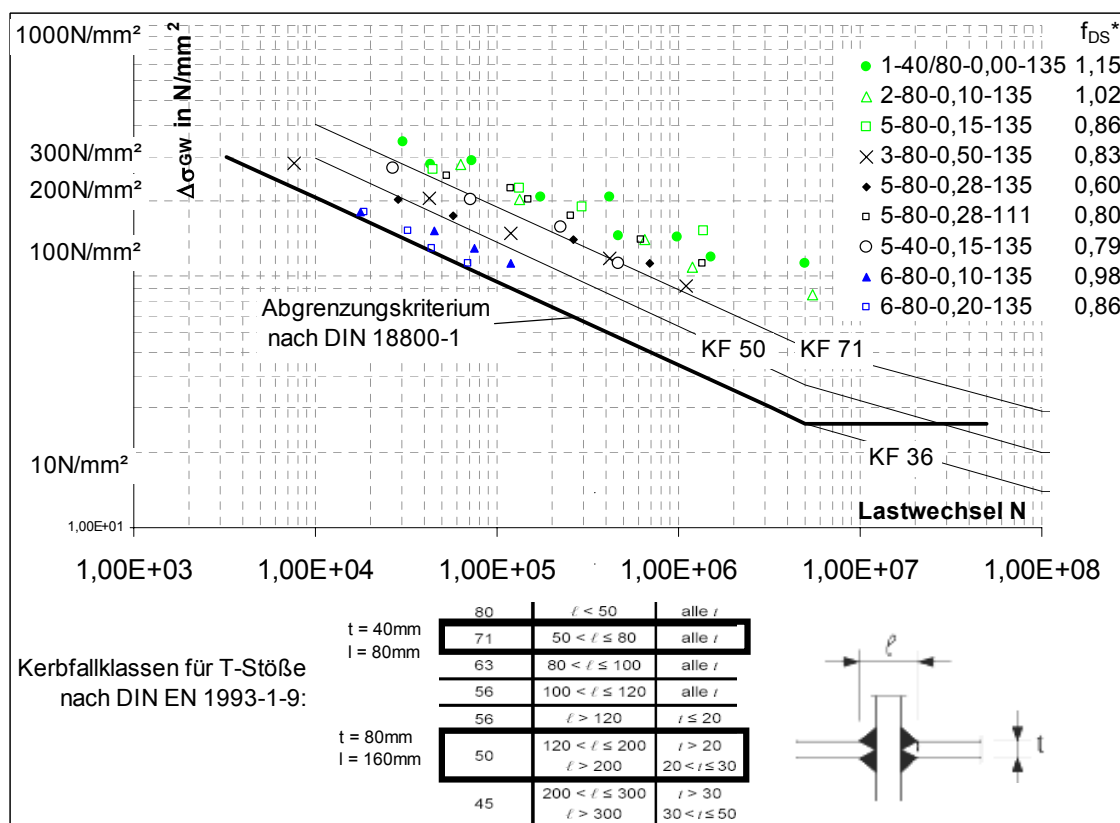 1000N/mm²
300N/mm²
200N/mm²
100N/mm²
10N/mm²
1,00E+01
Δσ_GW in N/mm²
f_DS*
1-40/80-0,00-135 1,15
2-80-0,10-135 1,02
5-80-0,15-135 0,86
3-80-0,50-135 0,83
5-80-0,28-135 0,60
5-80-0,28-111 0,80
5-40-0,15-135 0,79
6-80-0,10-135 0,98
6-80-0,20-135 0,86
Abgrenzungskriterium
nach DIN 18800-1
KF 50
KF 71
KF 36
Lastwechsel N
1,00E+03 1,00E+04 1,00E+05 1,00E+06 1,00E+07 1,00E+08
Kerbfallklassen für T-Stöße
nach DIN EN 1993-1-9:
t = 40mm
l = 80mm
t = 80mm
l = 160mm
80 ℓ < 50 alle t
71 50 < ℓ ≤ 80 alle t
63 80 < ℓ ≤ 100 alle t
56 100 < ℓ ≤ 120 alle t
56 ℓ > 120 t ≤ 20
50 120 < ℓ ≤ 200 t > 20
ℓ > 200 20 < t ≤ 30
45 200 < ℓ ≤ 300 t > 30
ℓ > 300 30 < t ≤ 50
ℓ
t